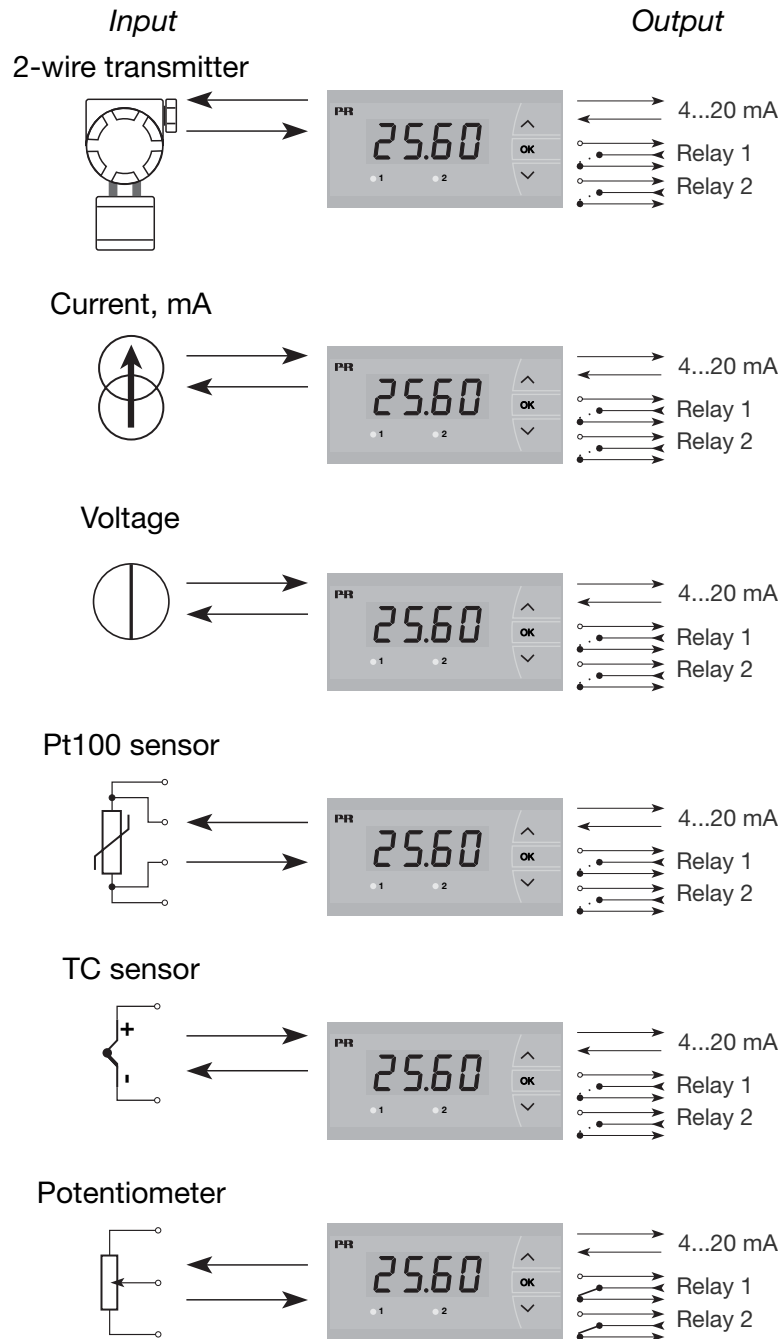 Input Output
2-wire transmitter
PR
25.60
OK
1 2
4...20 mA
Relay 1
Relay 2
Current, mA
PR
25.60
OK
1 2
4...20 mA
Relay 1
Relay 2
Voltage
PR
25.60
OK
1 2
4...20 mA
Relay 1
Relay 2
Pt100 sensor
PR
25.60
OK
1 2
4...20 mA
Relay 1
Relay 2
TC sensor
+
-
PR
25.60
OK
1 2
4...20 mA
Relay 1
Relay 2
Potentiometer
PR
25.60
OK
1 2
4...20 mA
Relay 1
Relay 2